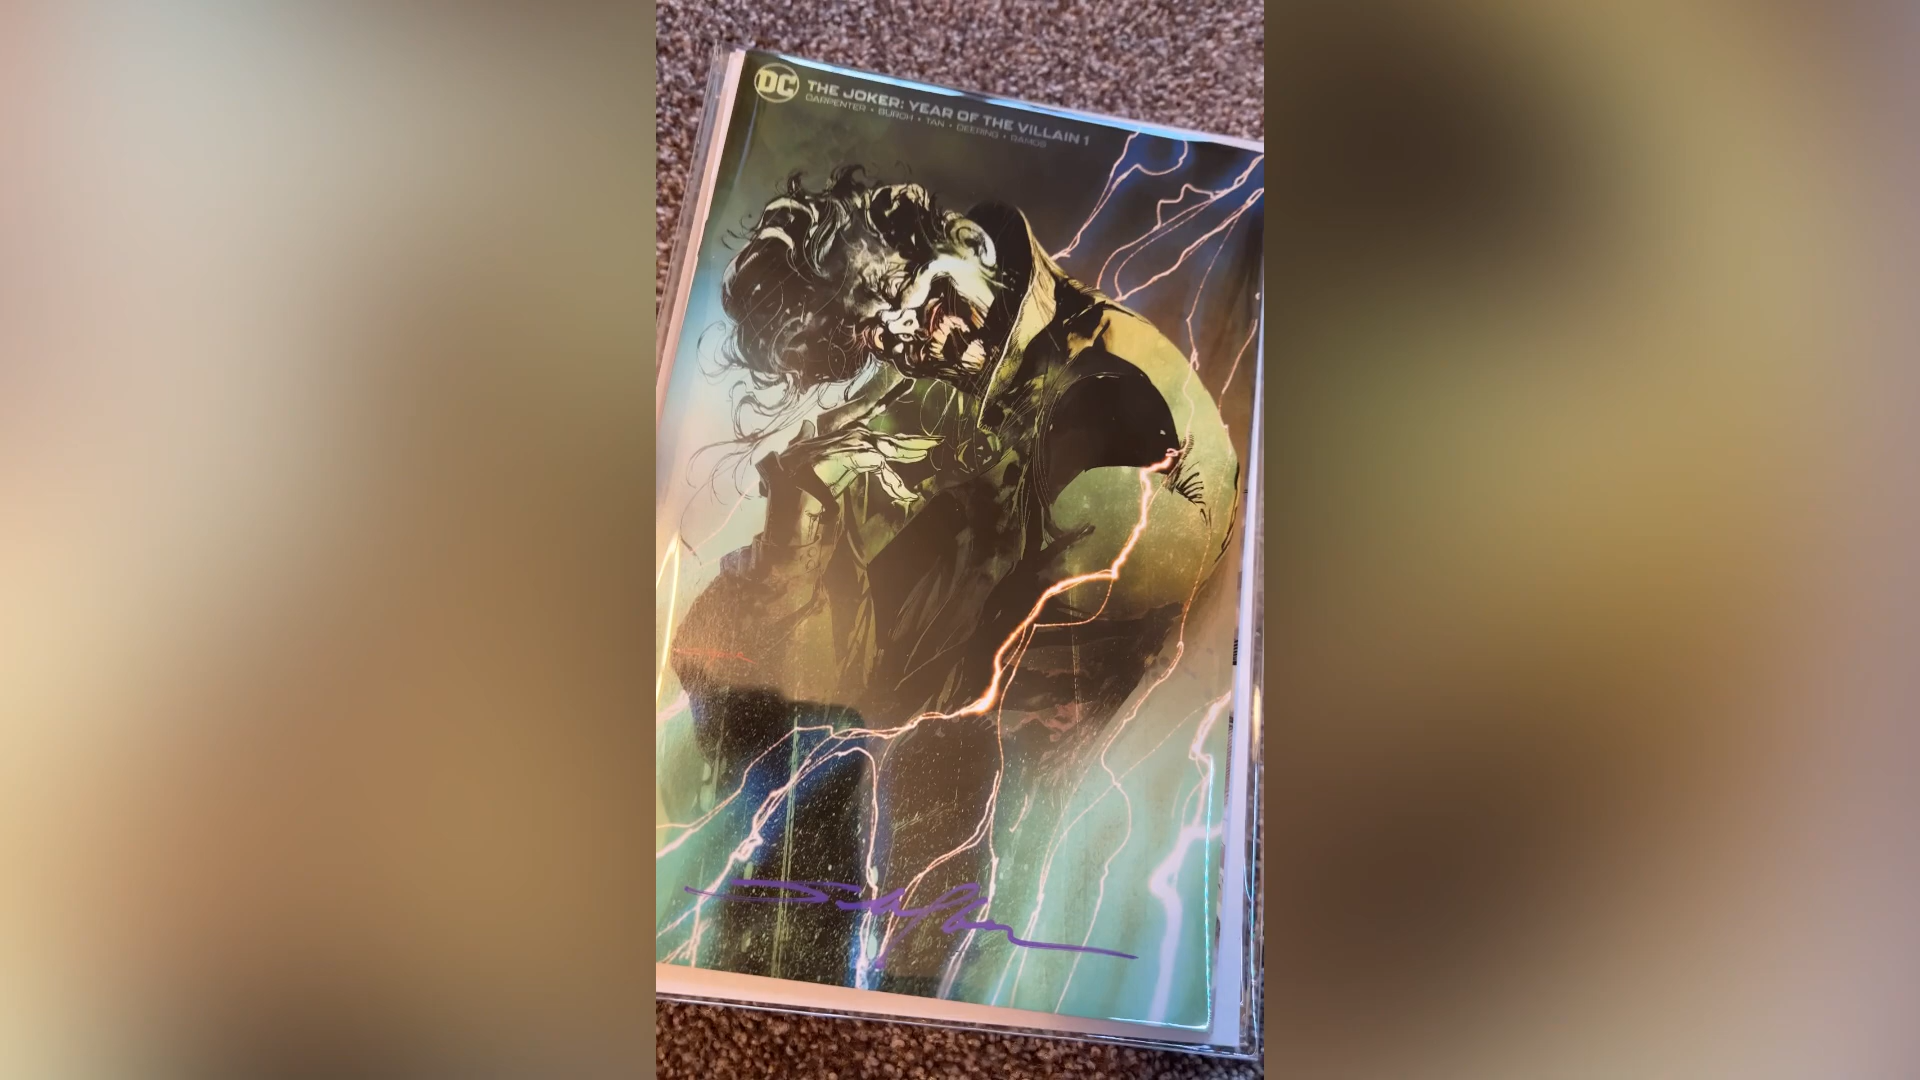 DC
THE JOKER: YEAR OF THE VILLAIN 1
CARPENTER • BURCH • TAN • DEERING • RAMOS